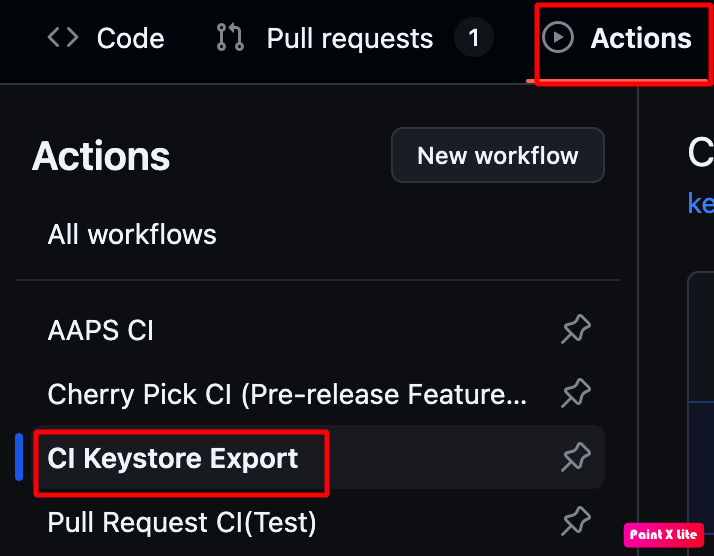 Code Pull requests 1 Actions
Actions New workflow
All workflows
AAPS CI
Cherry Pick CI (Pre-release Feature...
CI Keystore Export
Pull Request CI(Test)
Paint X Lite